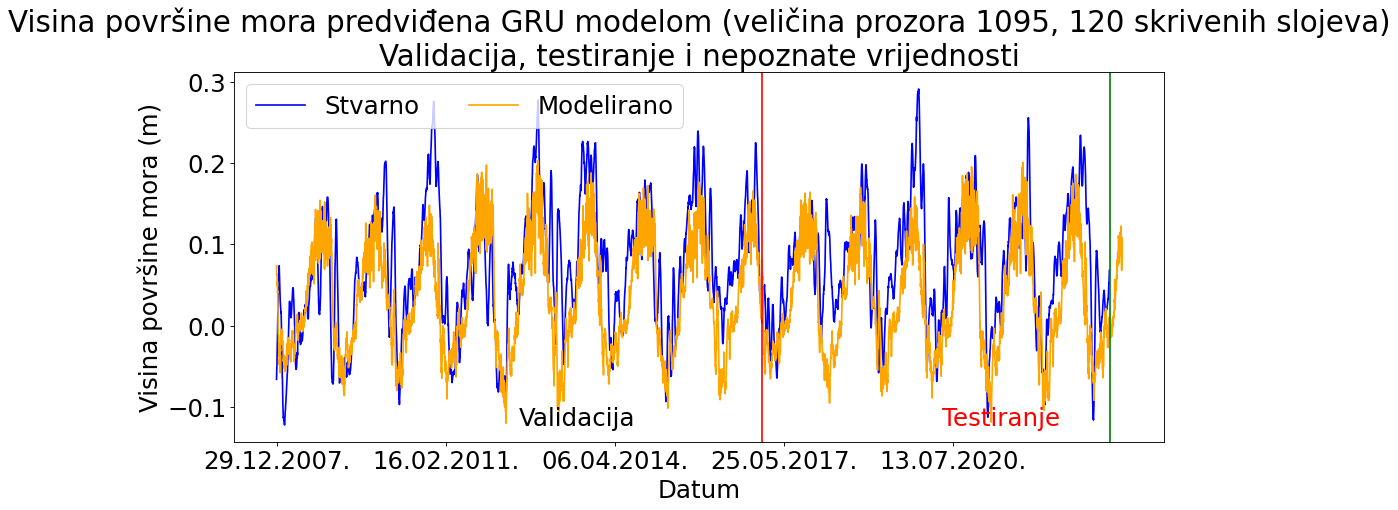 Visina površine mora predviđena GRU modelom (veličina prozora 1095, 120 skrivenih slojeva)
Validacija, testiranje i nepoznate vrijednosti
Stvarno
Modelirano
Visina površine mora (m)
0.3
0.2
0.1
0.0
−0.1
Validacija
Testiranje
29.12.2007.
16.02.2011.
06.04.2014.
25.05.2017.
13.07.2020.
Datum